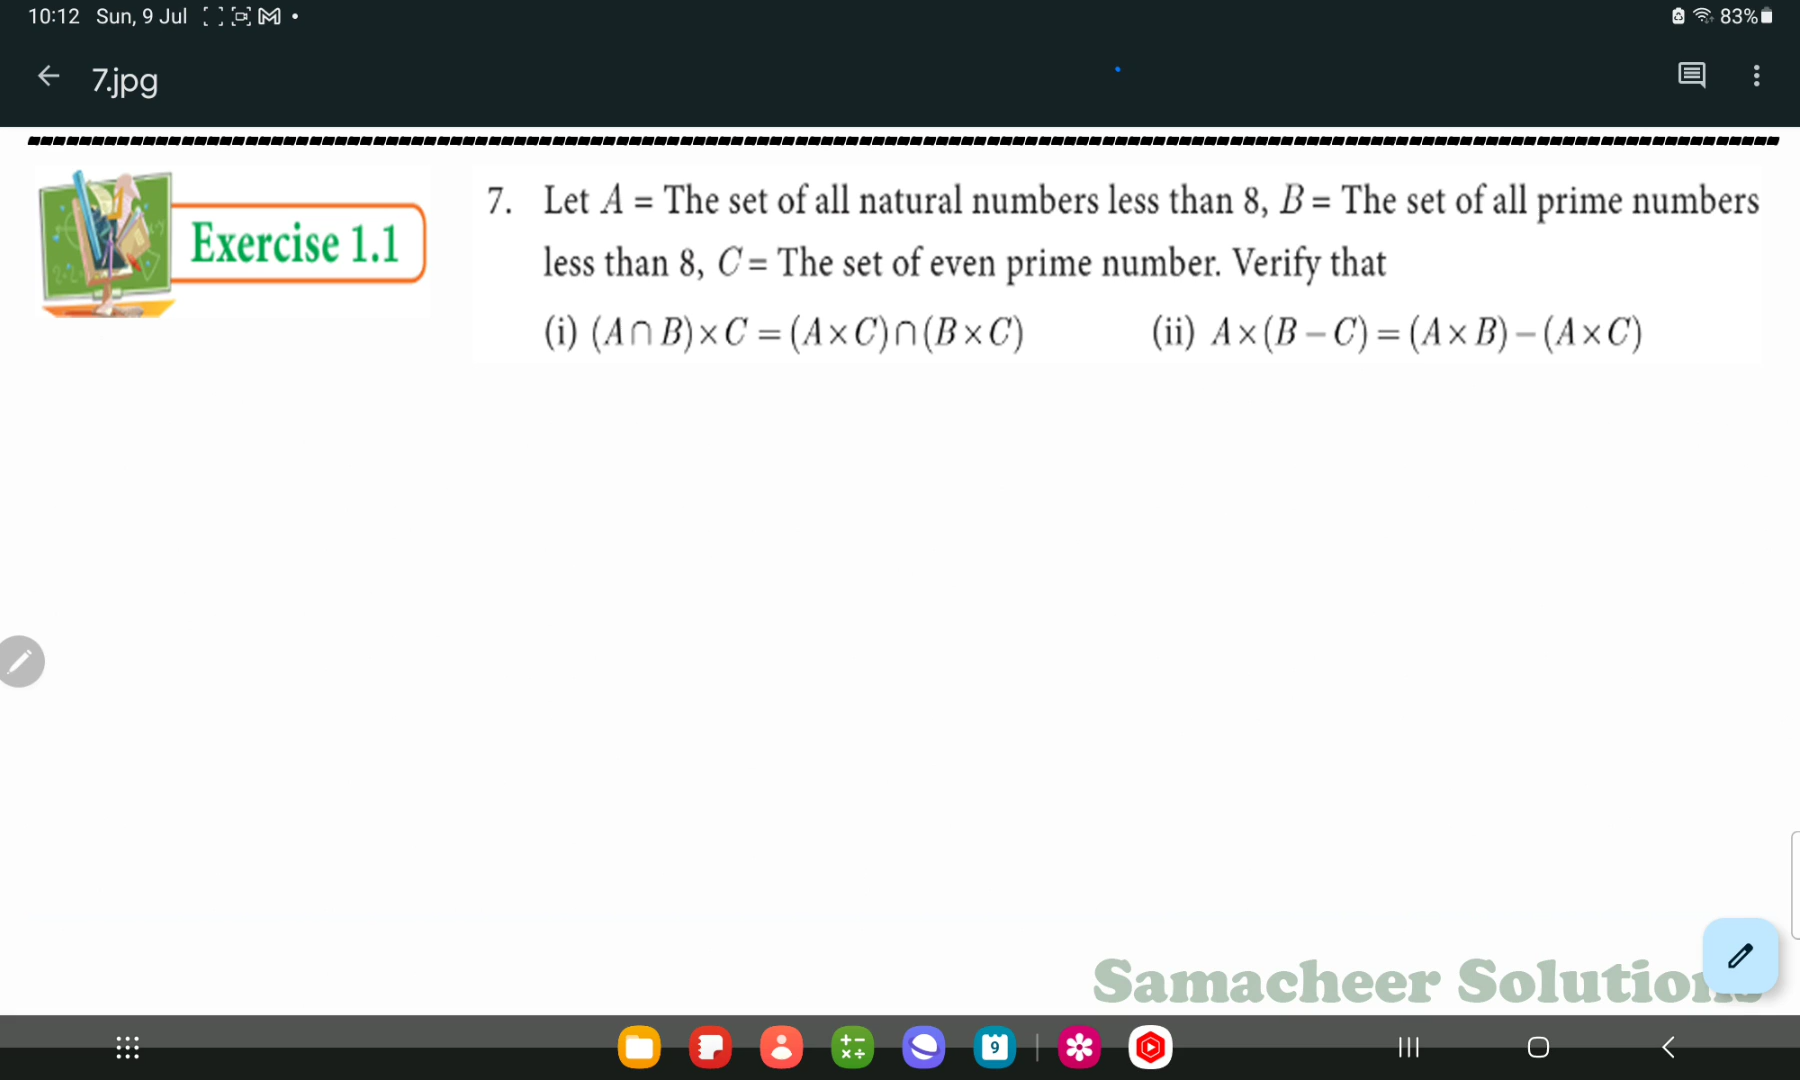 10:12 Sun, 9 Jul
83%
7.jpg
Exercise 1.1
7. Let A = The set of all natural numbers less than 8, B = The set of all prime numbers
less than 8, C = The set of even prime number. Verify that
(i) (A∩B)×C = (A×C)∩(B×C) (ii) A×(B−C) = (A×B)−(A×C)
Samacheer
9